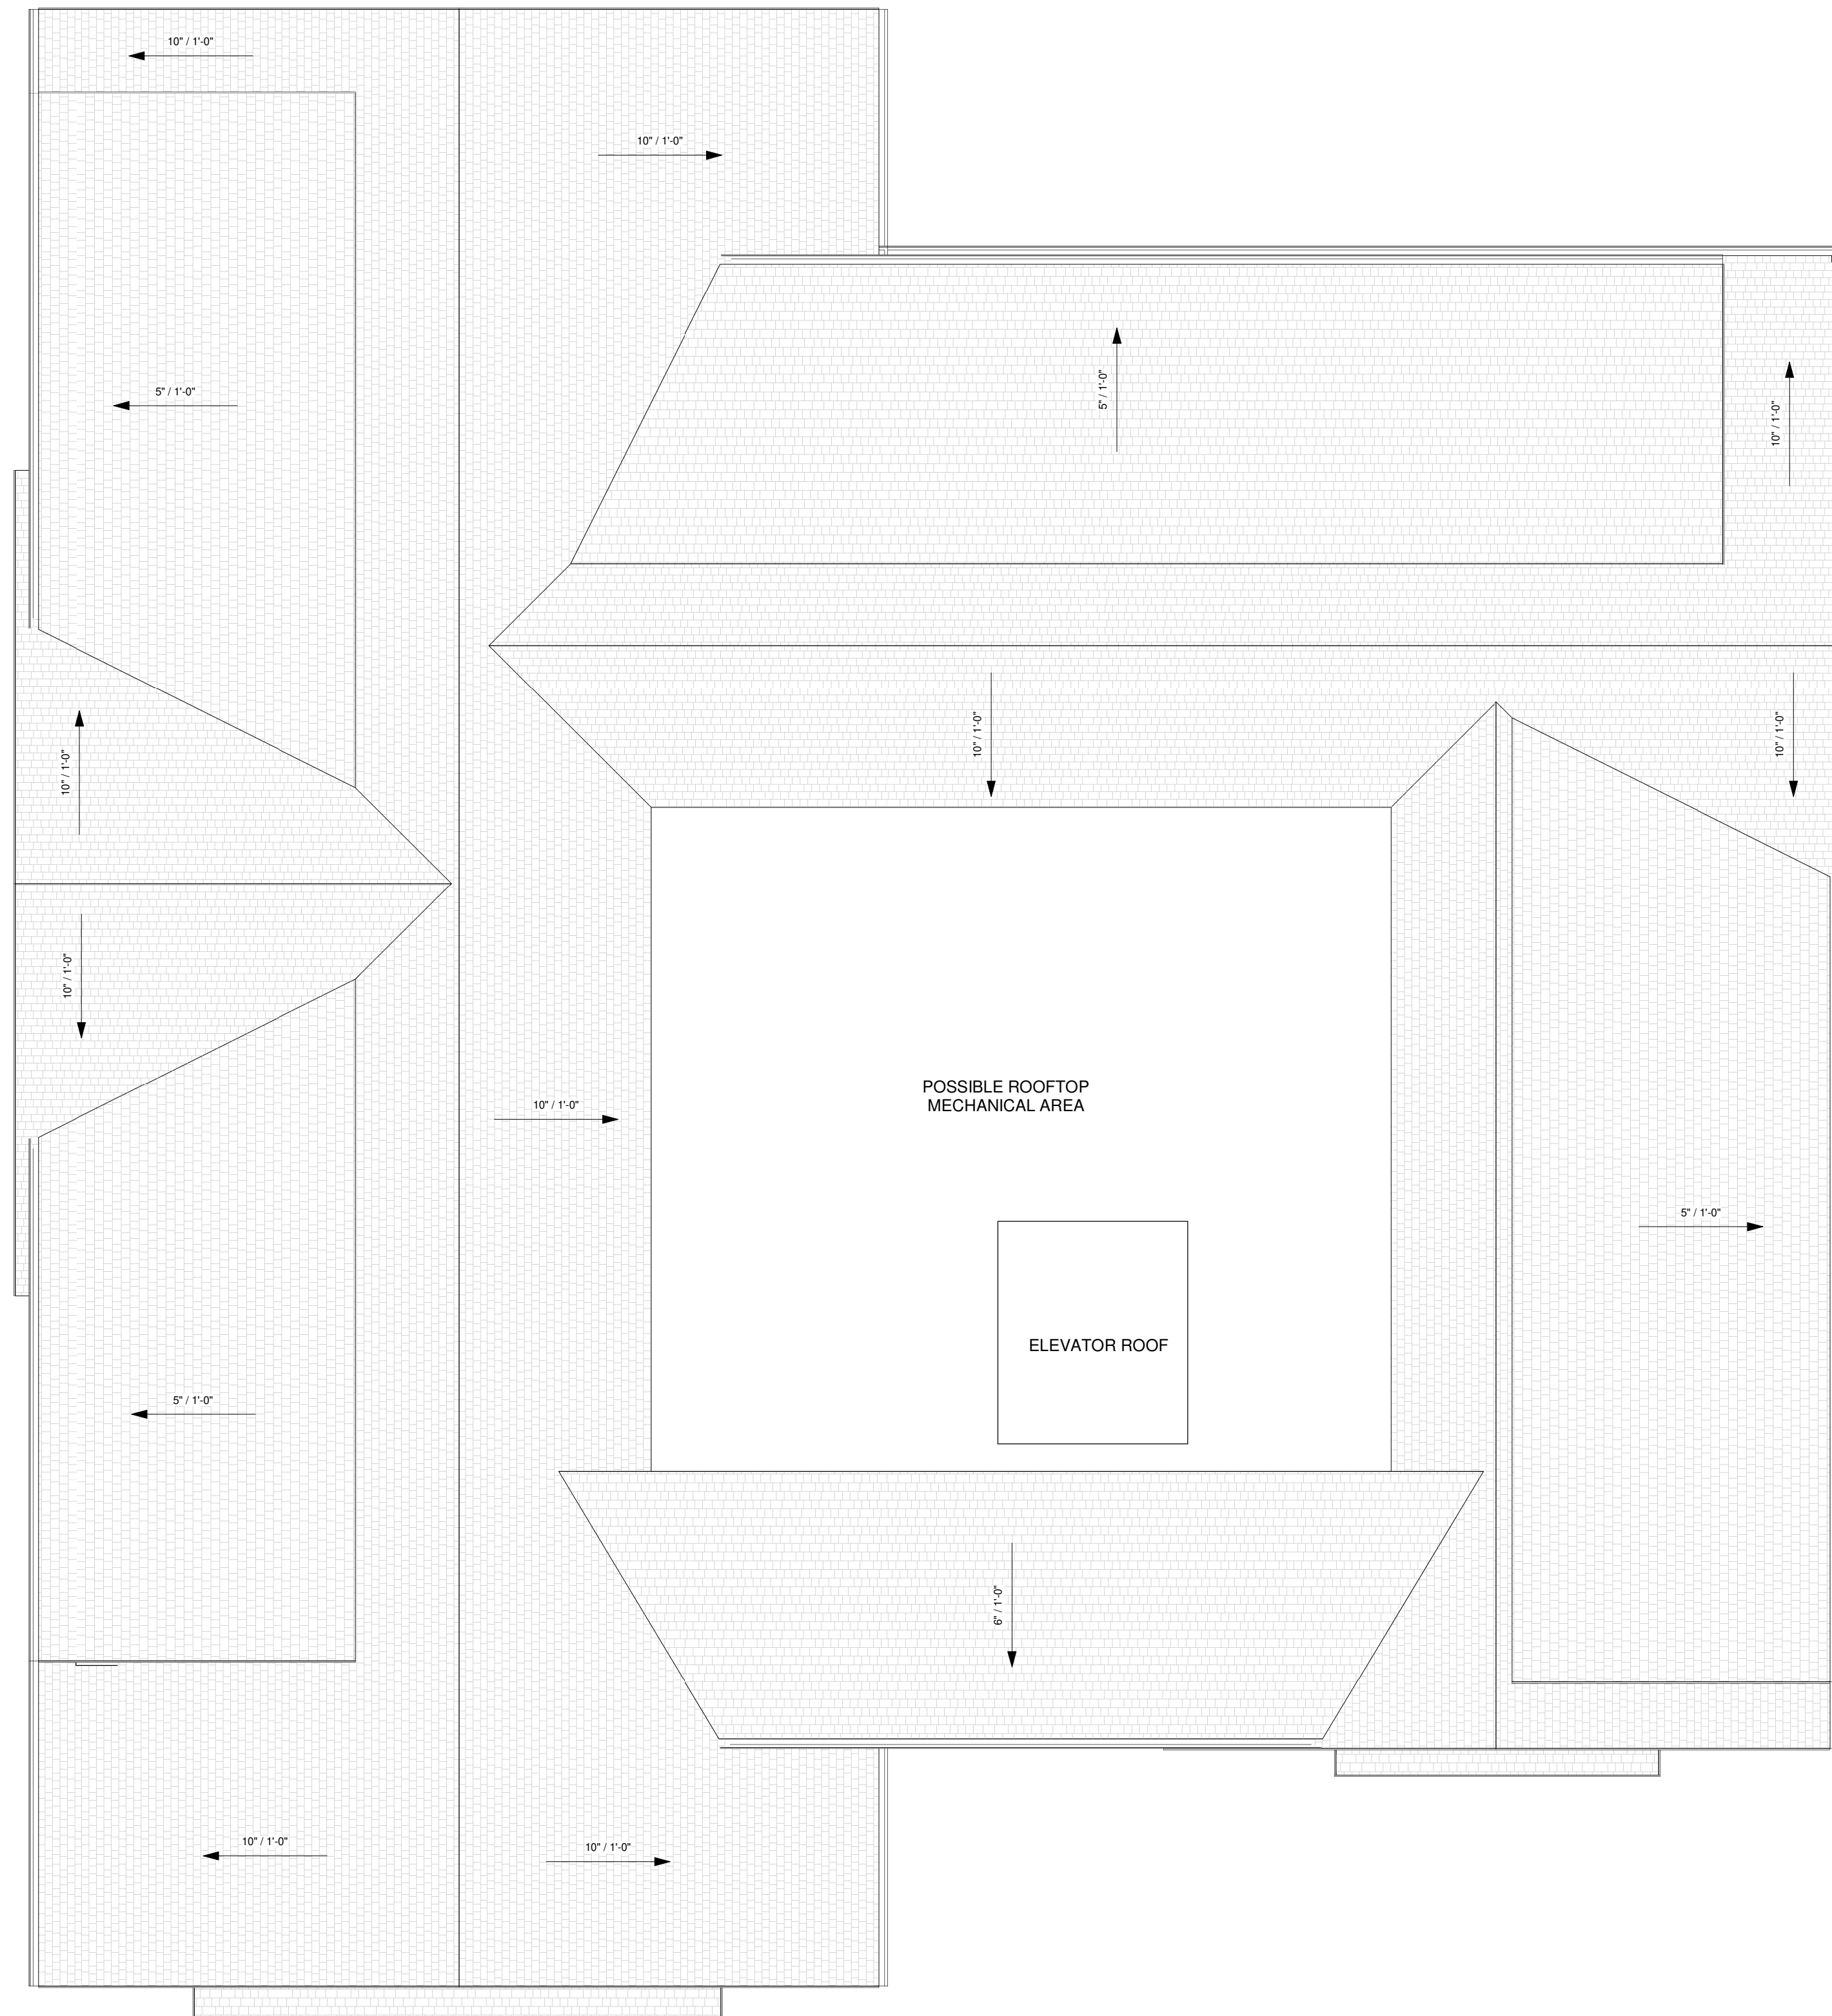 10" / 1'-0"
10" / 1'-0"
5" / 1'-0"
5" / 1'-0"
10" / 1'-0"
10" / 1'-0"
10" / 1'-0"
10" / 1'-0"
10" / 1'-0"
POSSIBLE ROOFTOP
MECHANICAL AREA
10" / 1'-0"
5" / 1'-0"
ELEVATOR ROOF
5" / 1'-0"
6" / 1'-0"
10" / 1'-0"
10" / 1'-0"